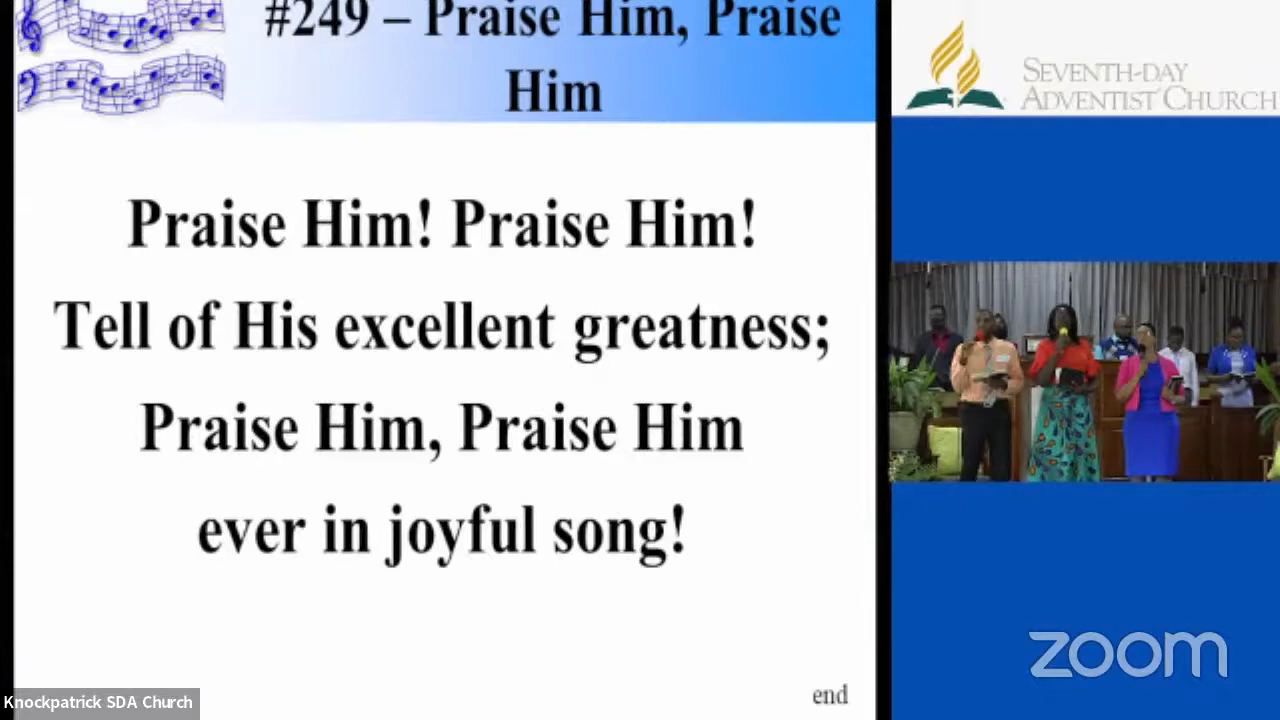 #249 – Praise Him, Praise
Him
Praise Him! Praise Him!
Tell of His excellent greatness;
Praise Him, Praise Him
ever in joyful song!
end
SEVENTH-DAY
ADVENTIST CHURCH
zoom
Knockpatrick SDA Church